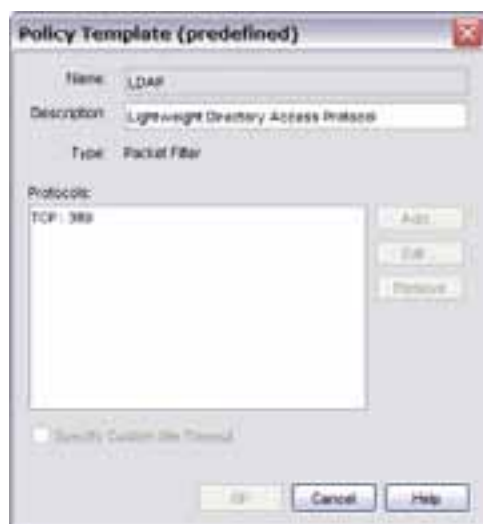 Policy Template (predefined)
Name: LDAP
Description: Lightweight Directory Access Protocol
Type: Packet Filter
Protocols:
TCP: 389
Add...
Edit...
Remove
Specify Custom Idle Timeout
OK
Cancel
Help